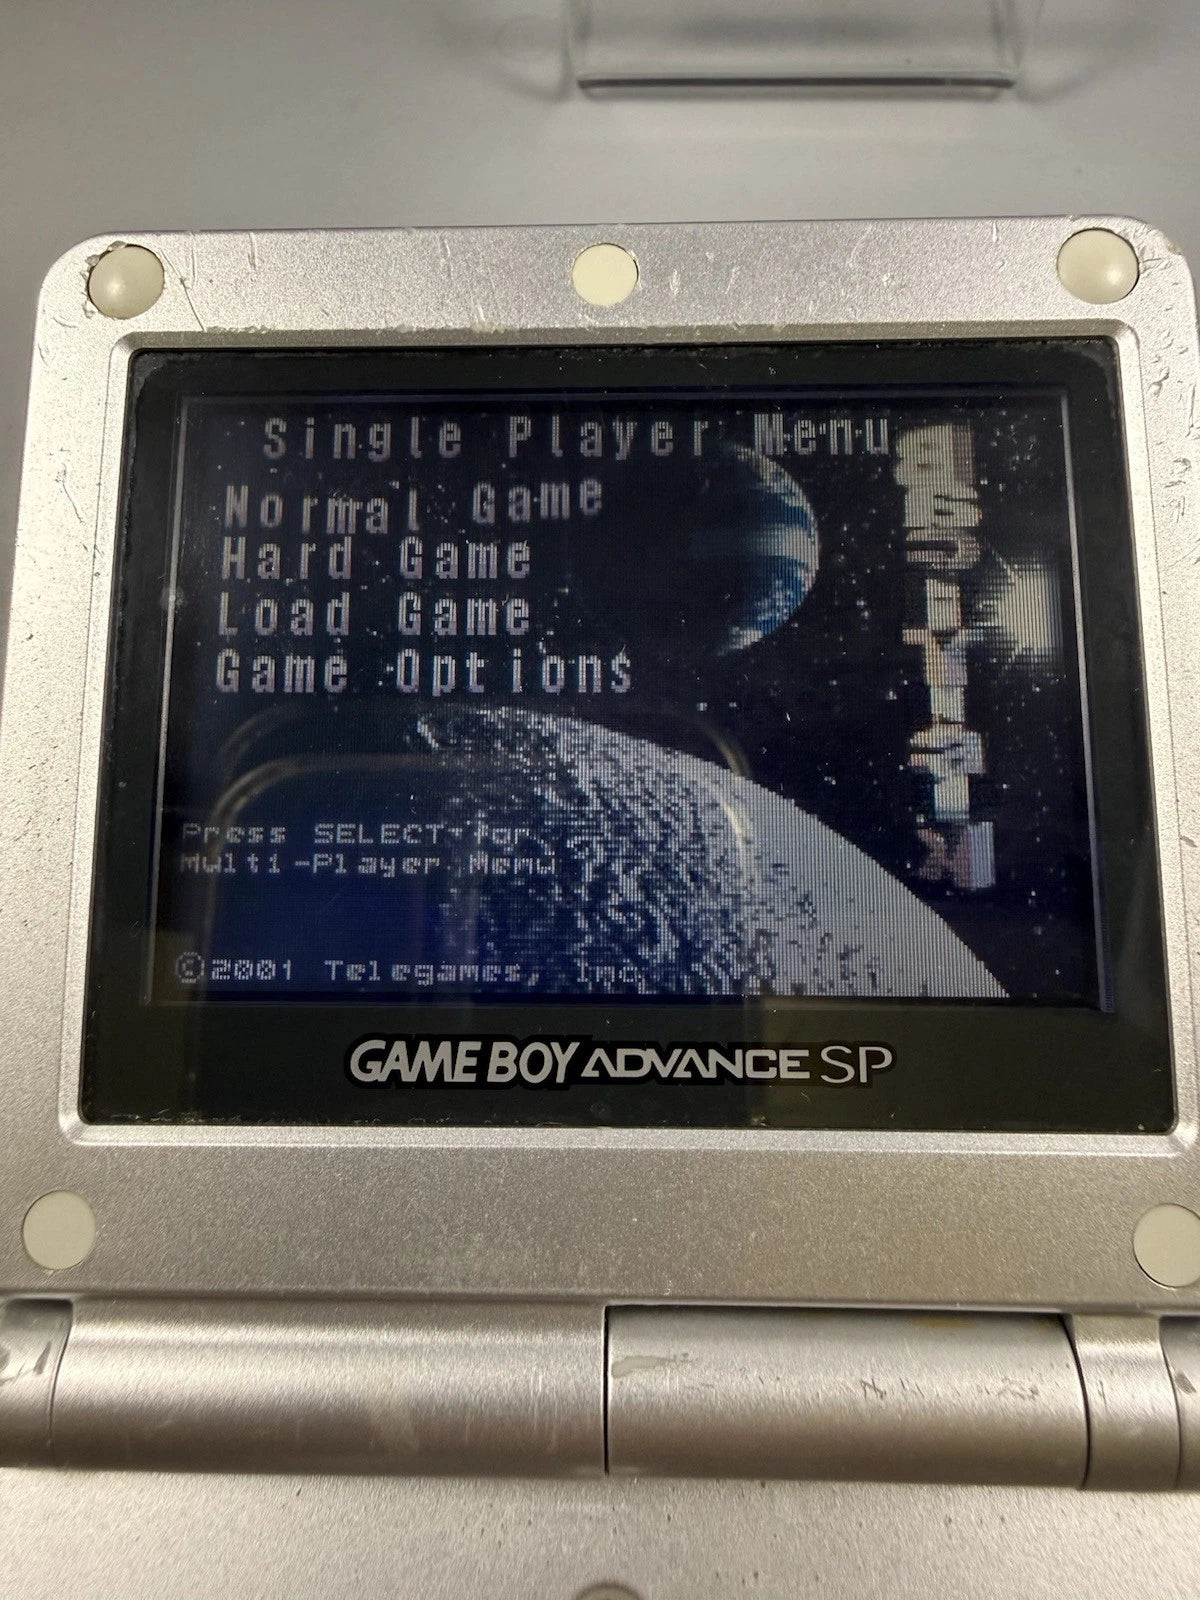 Single Player Menu
Normal Game
Hard Game
Load Game
Game Options
Press SELECT for
Multi-Player Menu
©2001 Telegames, Inc.
GAME BOY ADVANCE SP